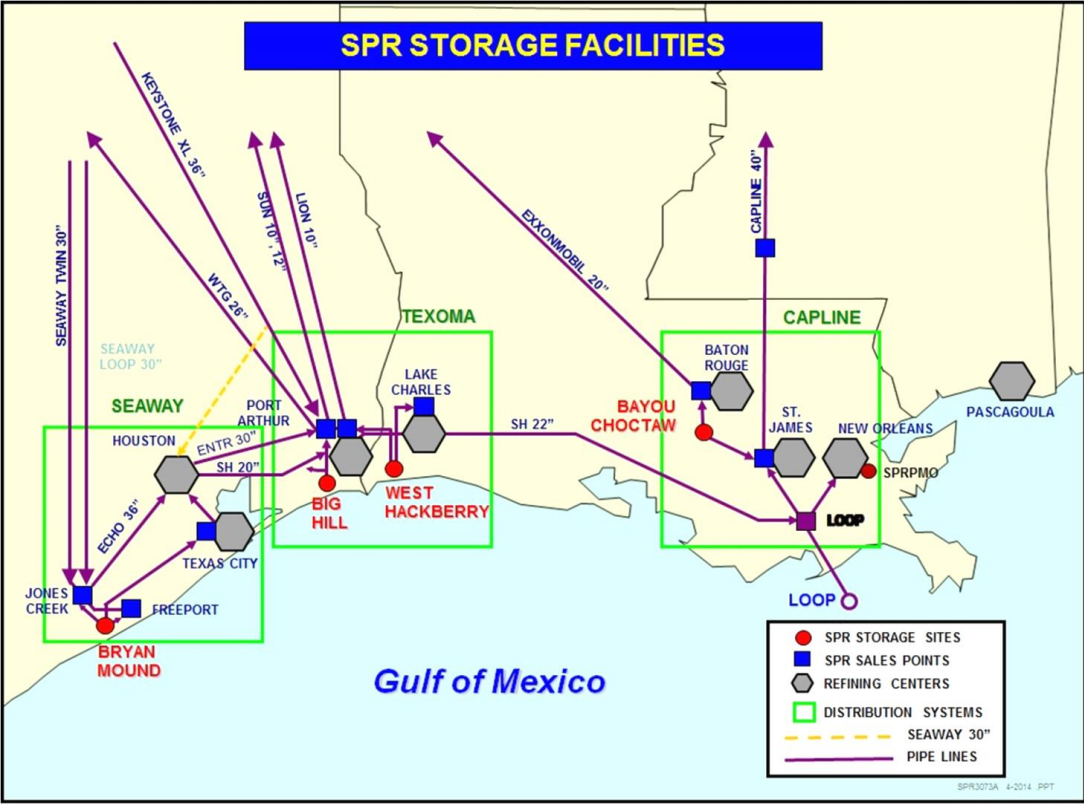 SPR STORAGE FACILITIES
KEYSTONE XL 36”
SEAWAY TWIN 30”
WTG 26”
SUN 10” , 12”
LION 10”
EXXONMOBIL 20”
CAPLINE 40”
SEAWAY
LOOP 30”
TEXOMA
CAPLINE
SEAWAY
HOUSTON
PORT
ARTHUR
LAKE
CHARLES
BATON
ROUGE
BAYOU
CHOCTAW
ST.
JAMES
NEW ORLEANS
PASCAGOULA
ENTR 30”
SH 20”
SH 22”
SPRPMO
BIG
HILL
WEST
HACKBERRY
ECHO 36”
TEXAS CITY
LOOP
JONES
CREEK
FREEPORT
LOOP
BRYAN
MOUND
Gulf of Mexico
SPR STORAGE SITES
SPR SALES POINTS
REFINING CENTERS
DISTRIBUTION SYSTEMS
SEAWAY 30”
PIPE LINES
SPR3073A 4-2014 .PPT